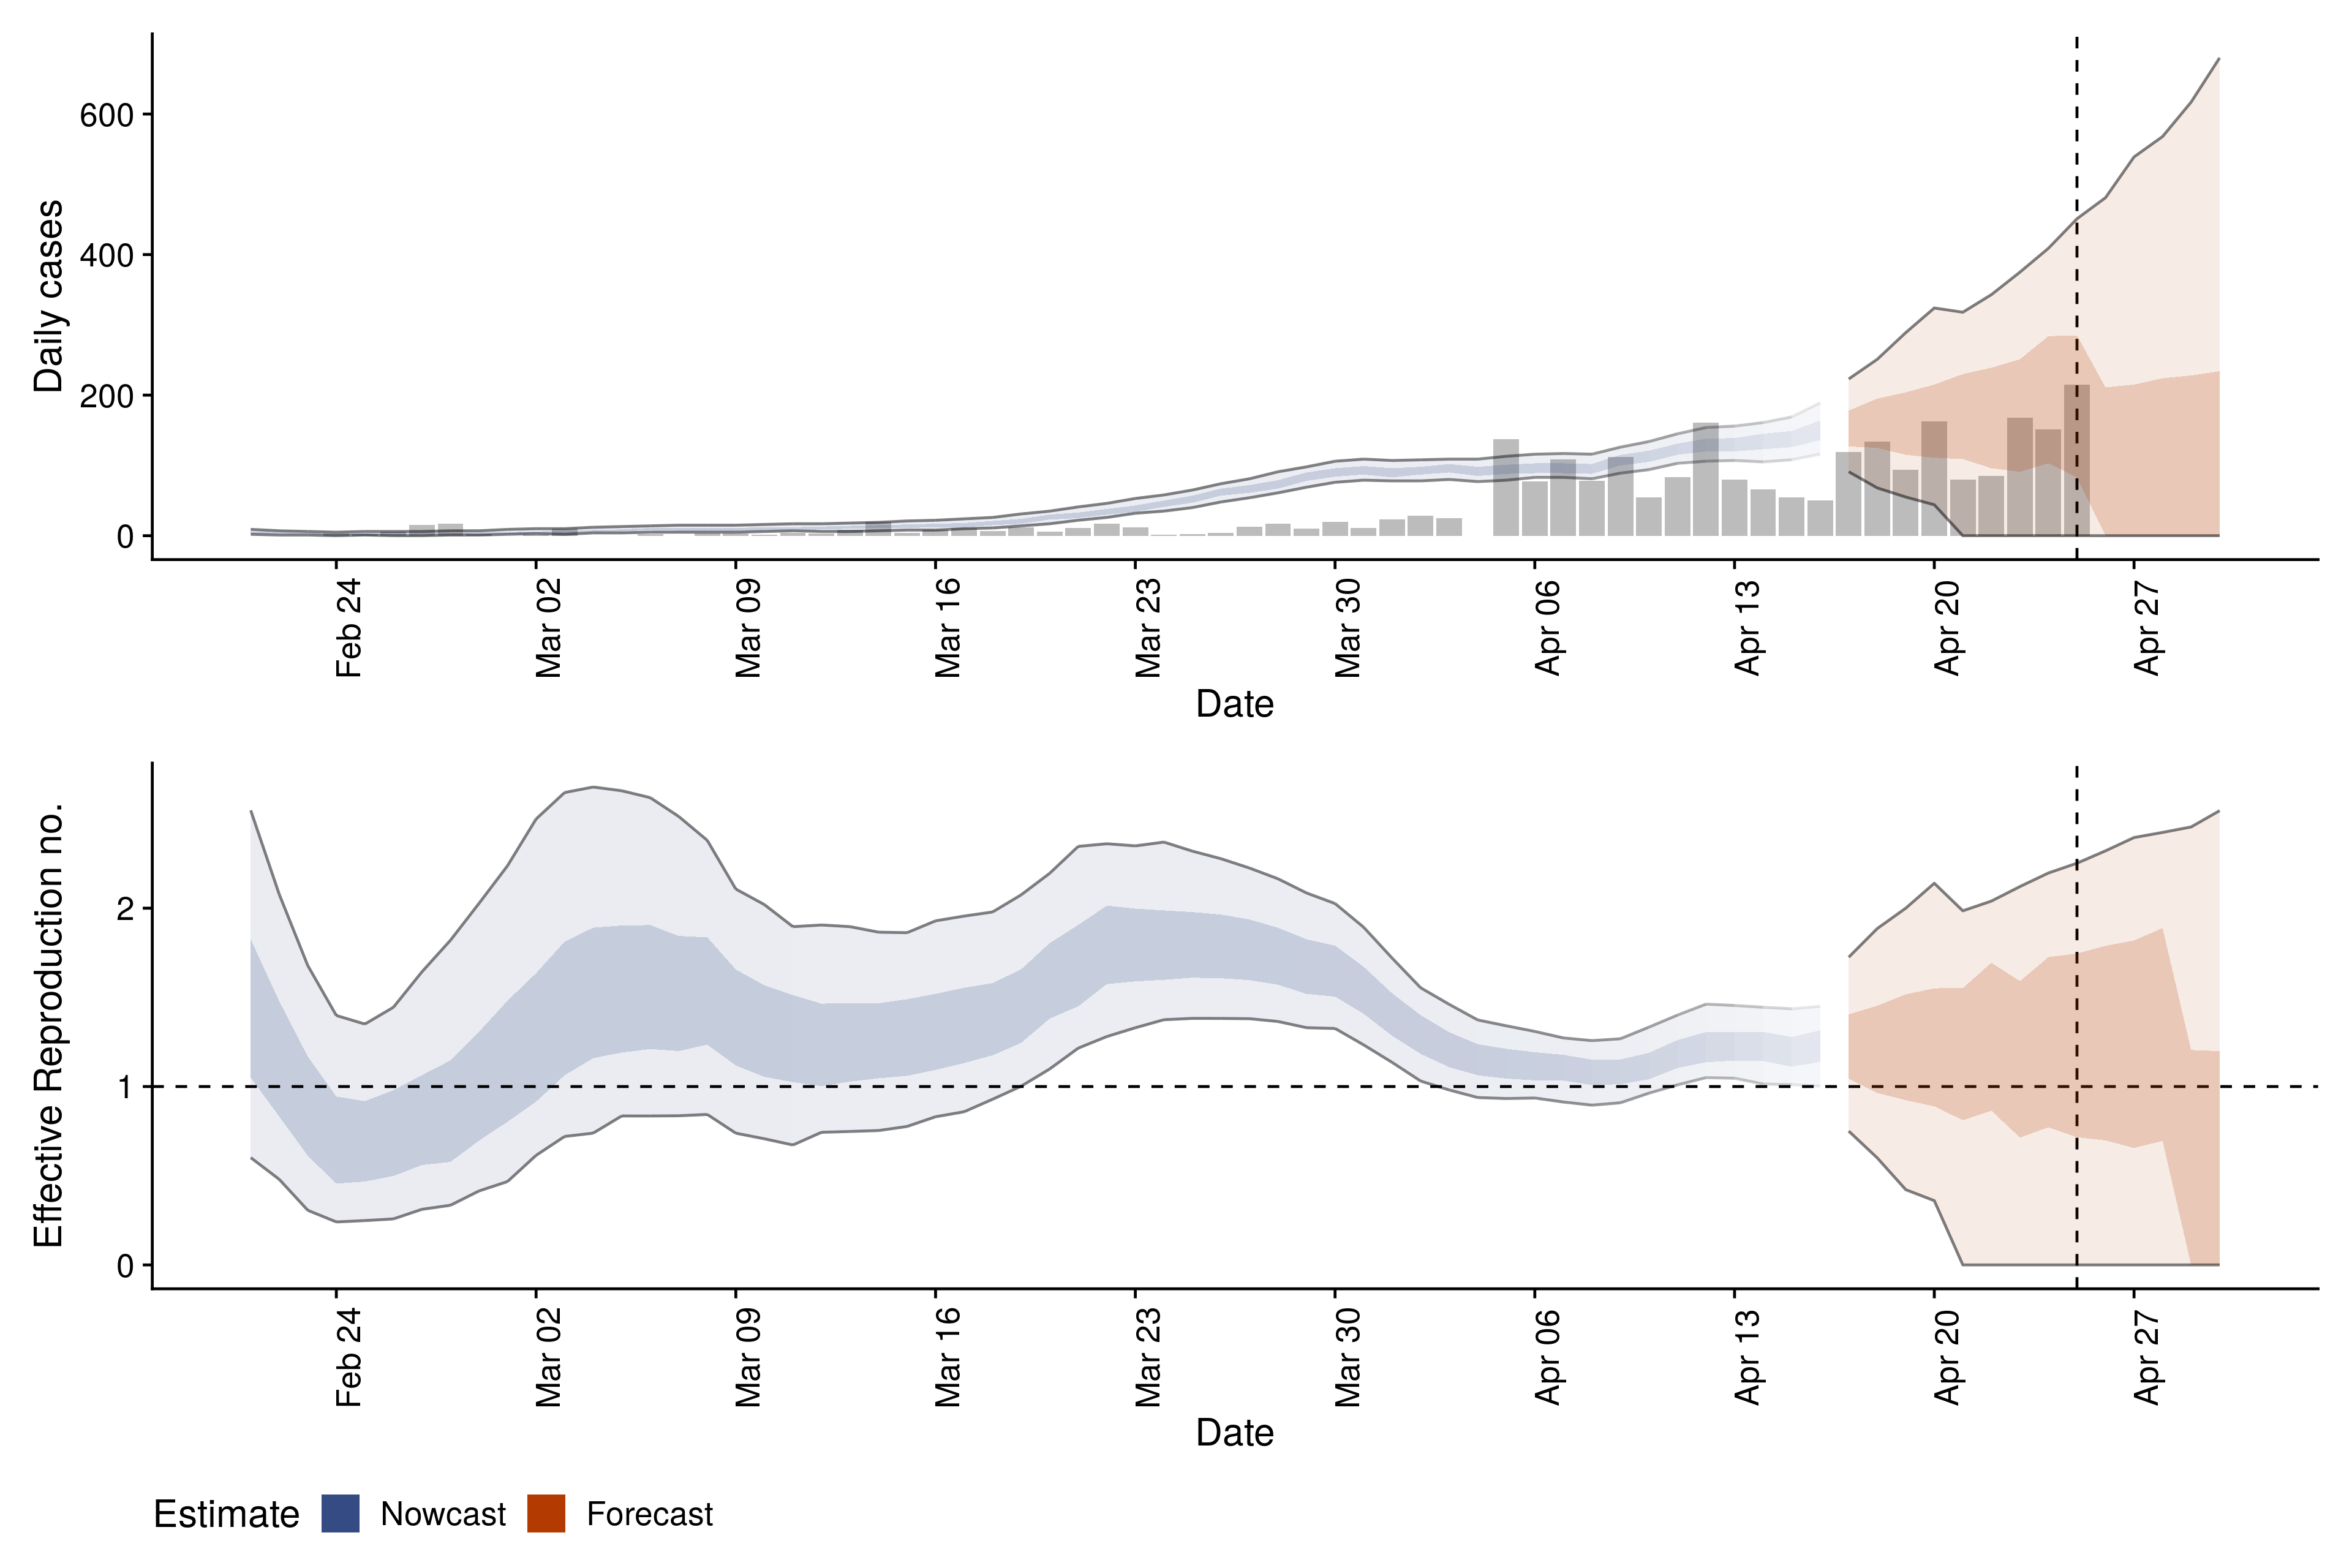 Daily cases
600
400
200
0
Feb 24
Mar 02
Mar 09
Mar 16
Mar 23
Mar 30
Apr 06
Apr 13
Apr 20
Apr 27
Date
Effective Reproduction no.
2
1
0
Feb 24
Mar 02
Mar 09
Mar 16
Mar 23
Mar 30
Apr 06
Apr 13
Apr 20
Apr 27
Date
Estimate Nowcast Forecast